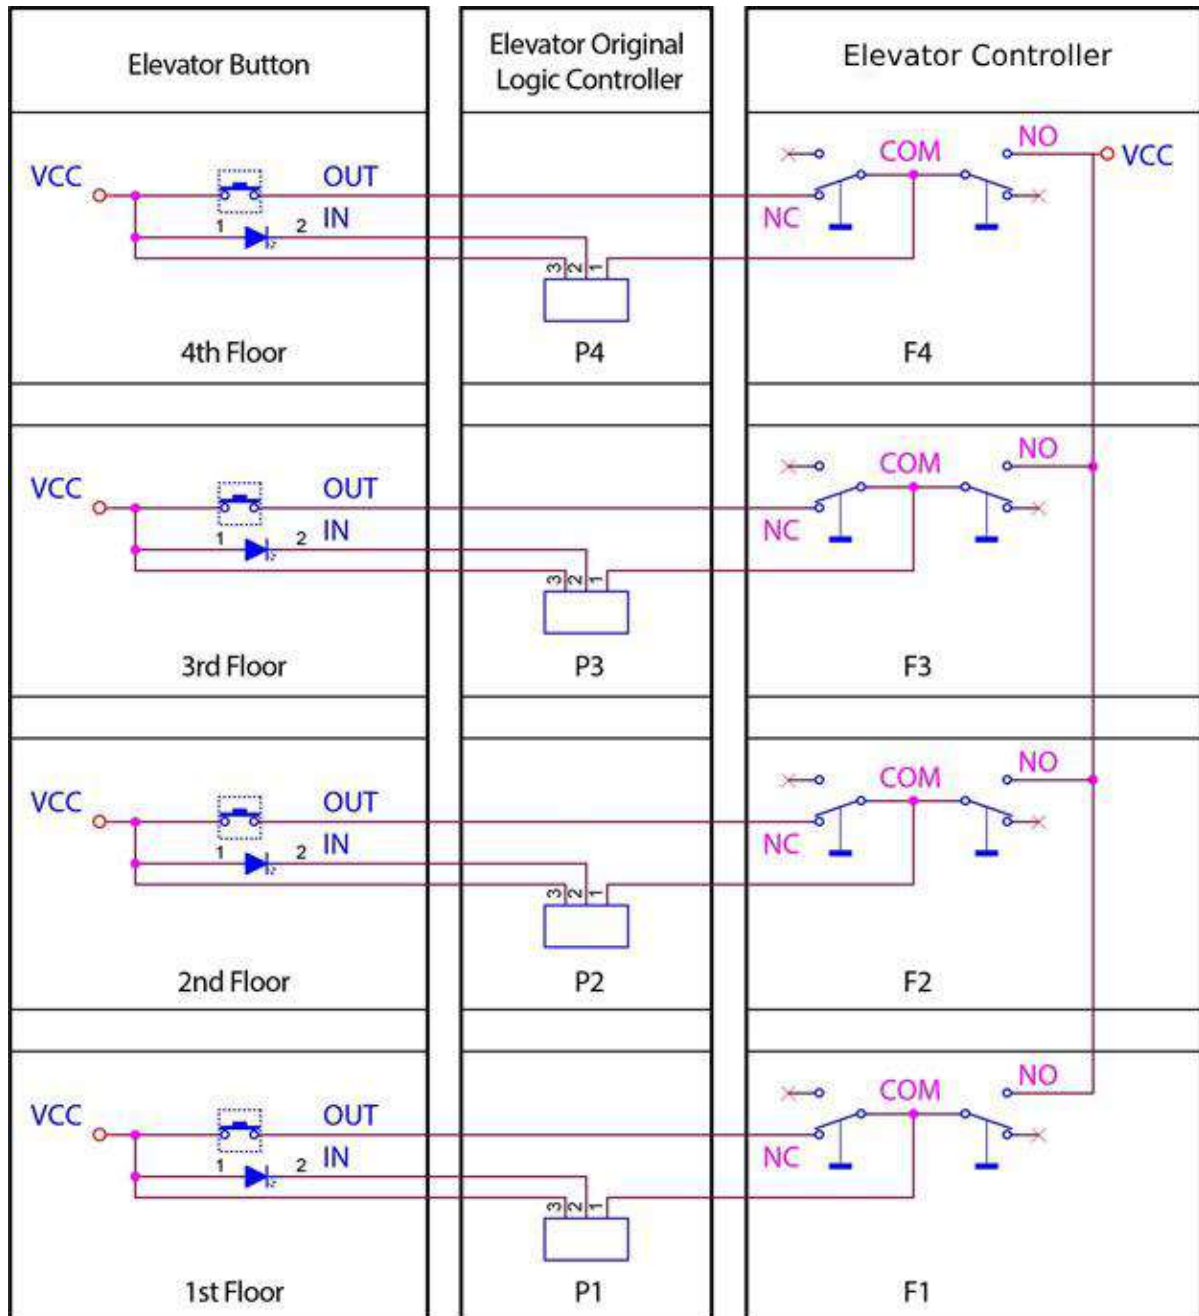 Elevator Button
Elevator Original
Logic Controller
Elevator Controller
VCC
OUT
IN
1
2
3
2
1
COM
NO
VCC
NC
4th Floor
P4
F4
VCC
OUT
IN
1
2
3
2
1
COM
NO
NC
3rd Floor
P3
F3
VCC
OUT
IN
1
2
3
2
1
COM
NO
NC
2nd Floor
P2
F2
VCC
OUT
IN
1
2
3
2
1
COM
NO
NC
1st Floor
P1
F1